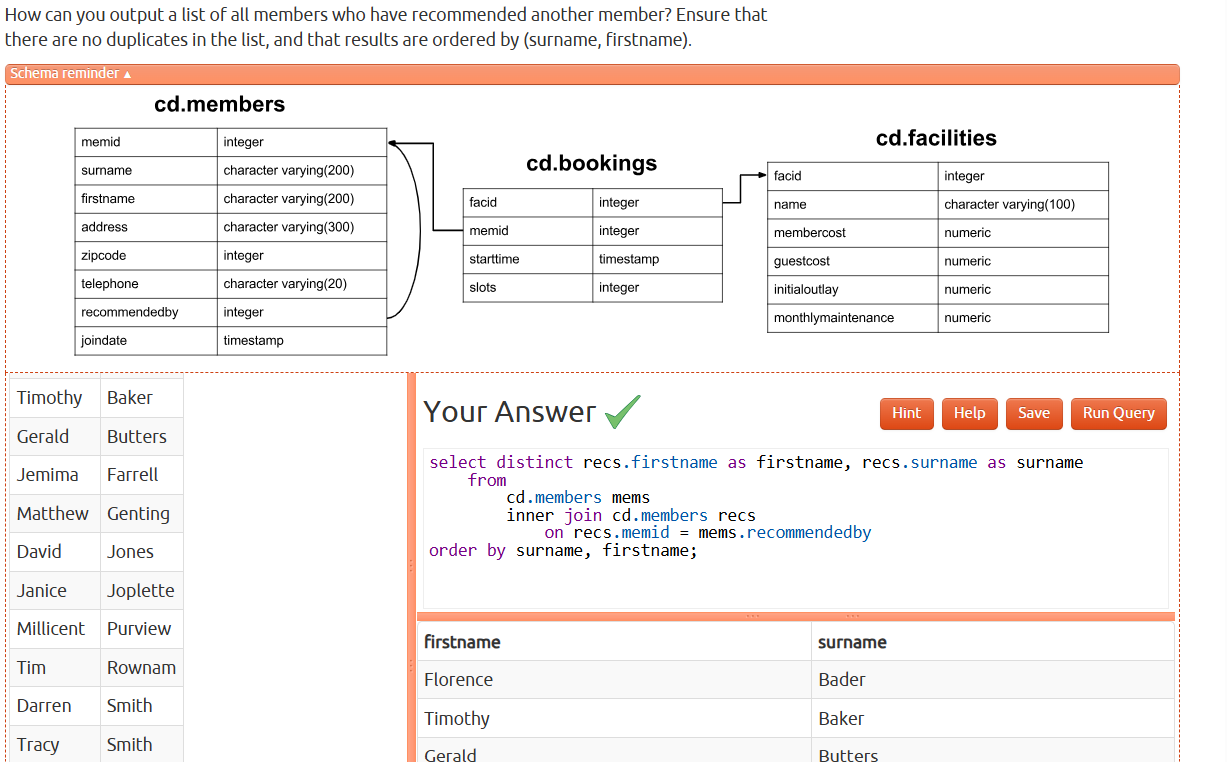 How can you output a list of all members who have recommended another member? Ensure that
there are no duplicates in the list, and that results are ordered by (surname, firstname).
Schema reminder ▴
cd.members
memid integer
surname character varying(200)
firstname character varying(200)
address character varying(300)
zipcode integer
telephone character varying(20)
recommendedby integer
joindate timestamp
cd.bookings
facid integer
memid integer
starttime timestamp
slots integer
cd.facilities
facid integer
name character varying(100)
membercost numeric
guestcost numeric
initialoutlay numeric
monthlymaintenance numeric
Timothy Baker
Gerald Butters
Jemima Farrell
Matthew Genting
David Jones
Janice Joplette
Millicent Purview
Tim Rownam
Darren Smith
Tracy Smith
Your Answer
Hint Help Save Run Query
select distinct recs.firstname as firstname, recs.surname as surname
from
cd.members mems
inner join cd.members recs
on recs.memid = mems.recommendedby
order by surname, firstname;
firstname surname
Florence Bader
Timothy Baker
Gerald Butters